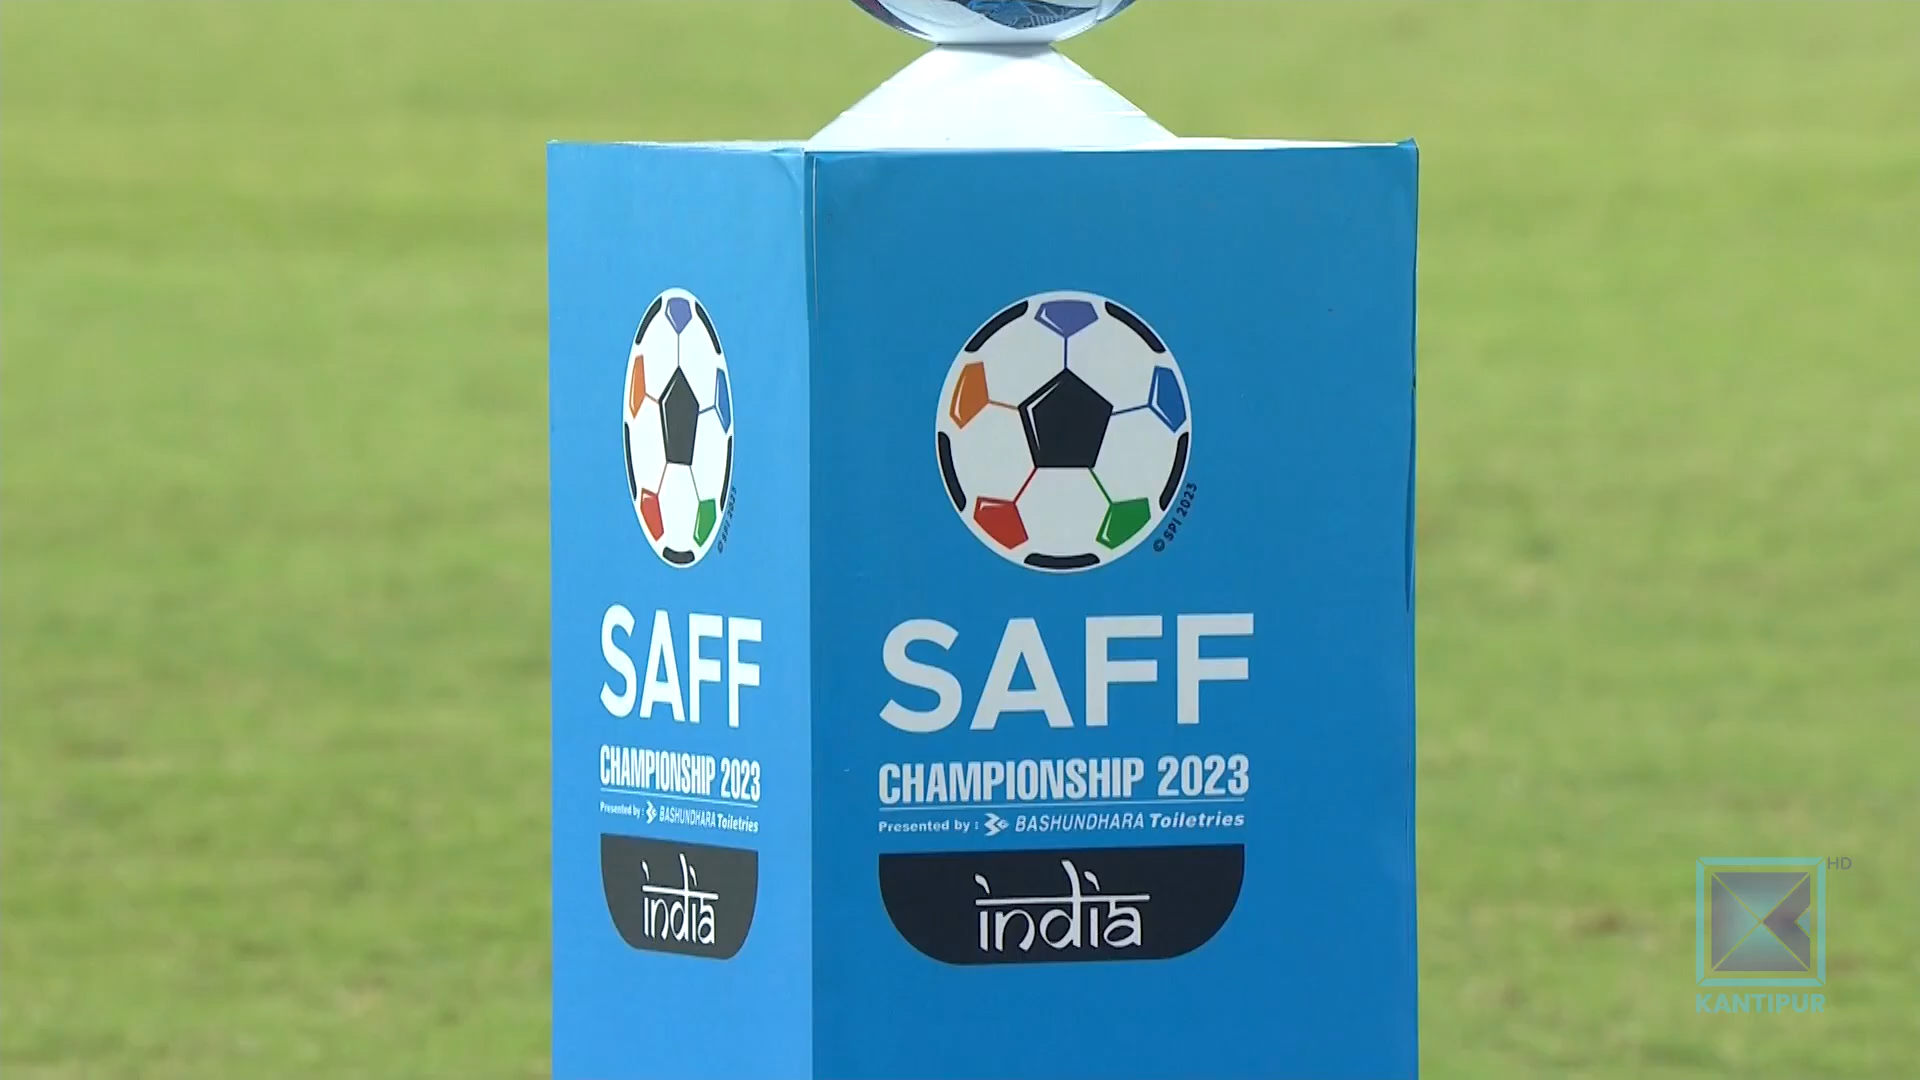 © SPI 2023
SAFF
CHAMPIONSHIP 2023
Presented by : BASHUNDHARA Toiletries
india
© SPI 2023
SAFF
CHAMPIONSHIP 2023
Presented by : BASHUNDHARA Toiletries
india
HD
KANTIPUR